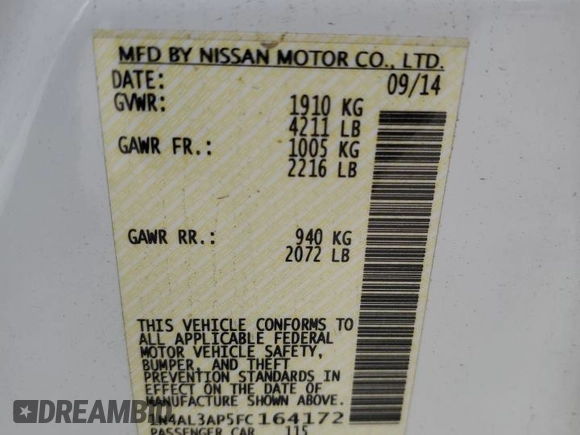 MFD BY NISSAN MOTOR CO., LTD.
DATE: 09/14
GVWR: 1910 KG
4211 LB
GAWR FR.: 1005 KG
2216 LB
GAWR RR.: 940 KG
2072 LB
THIS VEHICLE CONFORMS TO
ALL APPLICABLE FEDERAL
MOTOR VEHICLE SAFETY,
BUMPER, AND THEFT
PREVENTION STANDARDS IN
EFFECT ON THE DATE OF
MANUFACTURE SHOWN ABOVE.
1N4AL3AP5FC164172
PASSENGER CAR 115
DREAMBID